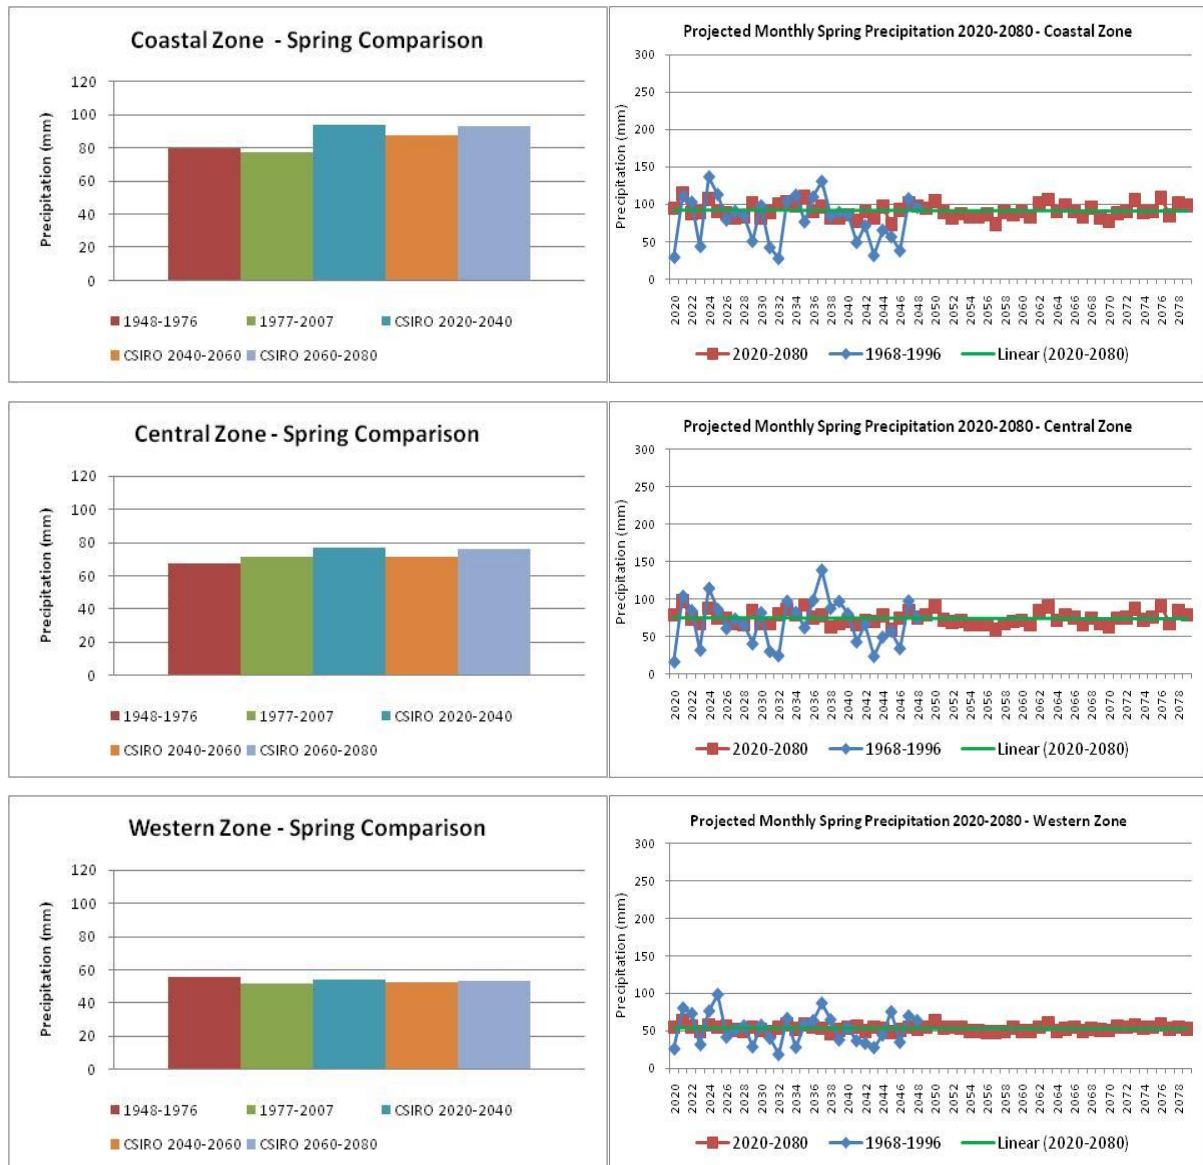 Coastal Zone - Spring Comparison
Precipitation (mm)
120
100
80
60
40
20
0
1948-1976 1977-2007 CSIRO 2020-2040
CSIRO 2040-2060 CSIRO 2060-2080
Projected Monthly Spring Precipitation 2020-2080 - Coastal Zone
Precipitation (mm)
300
250
200
150
100
50
0
2020 2022 2024 2026 2028 2030 2032 2034 2036 2038 2040 2042 2044 2046 2048 2050 2052 2054 2056 2058 2060 2062 2064 2066 2068 2070 2072 2074 2076 2078
2020-2080 1968-1996 Linear (2020-2080)
Central Zone - Spring Comparison
Precipitation (mm)
120
100
80
60
40
20
0
1948-1976 1977-2007 CSIRO 2020-2040
CSIRO 2040-2060 CSIRO 2060-2080
Projected Monthly Spring Precipitation 2020-2080 - Central Zone
Precipitation (mm)
300
250
200
150
100
50
0
2020 2022 2024 2026 2028 2030 2032 2034 2036 2038 2040 2042 2044 2046 2048 2050 2052 2054 2056 2058 2060 2062 2064 2066 2068 2070 2072 2074 2076 2078
2020-2080 1968-1996 Linear (2020-2080)
Western Zone - Spring Comparison
Precipitation (mm)
120
100
80
60
40
20
0
1948-1976 1977-2007 CSIRO 2020-2040
CSIRO 2040-2060 CSIRO 2060-2080
Projected Monthly Spring Precipitation 2020-2080 - Western Zone
Precipitation (mm)
300
250
200
150
100
50
0
2020 2022 2024 2026 2028 2030 2032 2034 2036 2038 2040 2042 2044 2046 2048 2050 2052 2054 2056 2058 2060 2062 2064 2066 2068 2070 2072 2074 2076 2078
2020-2080 1968-1996 Linear (2020-2080)